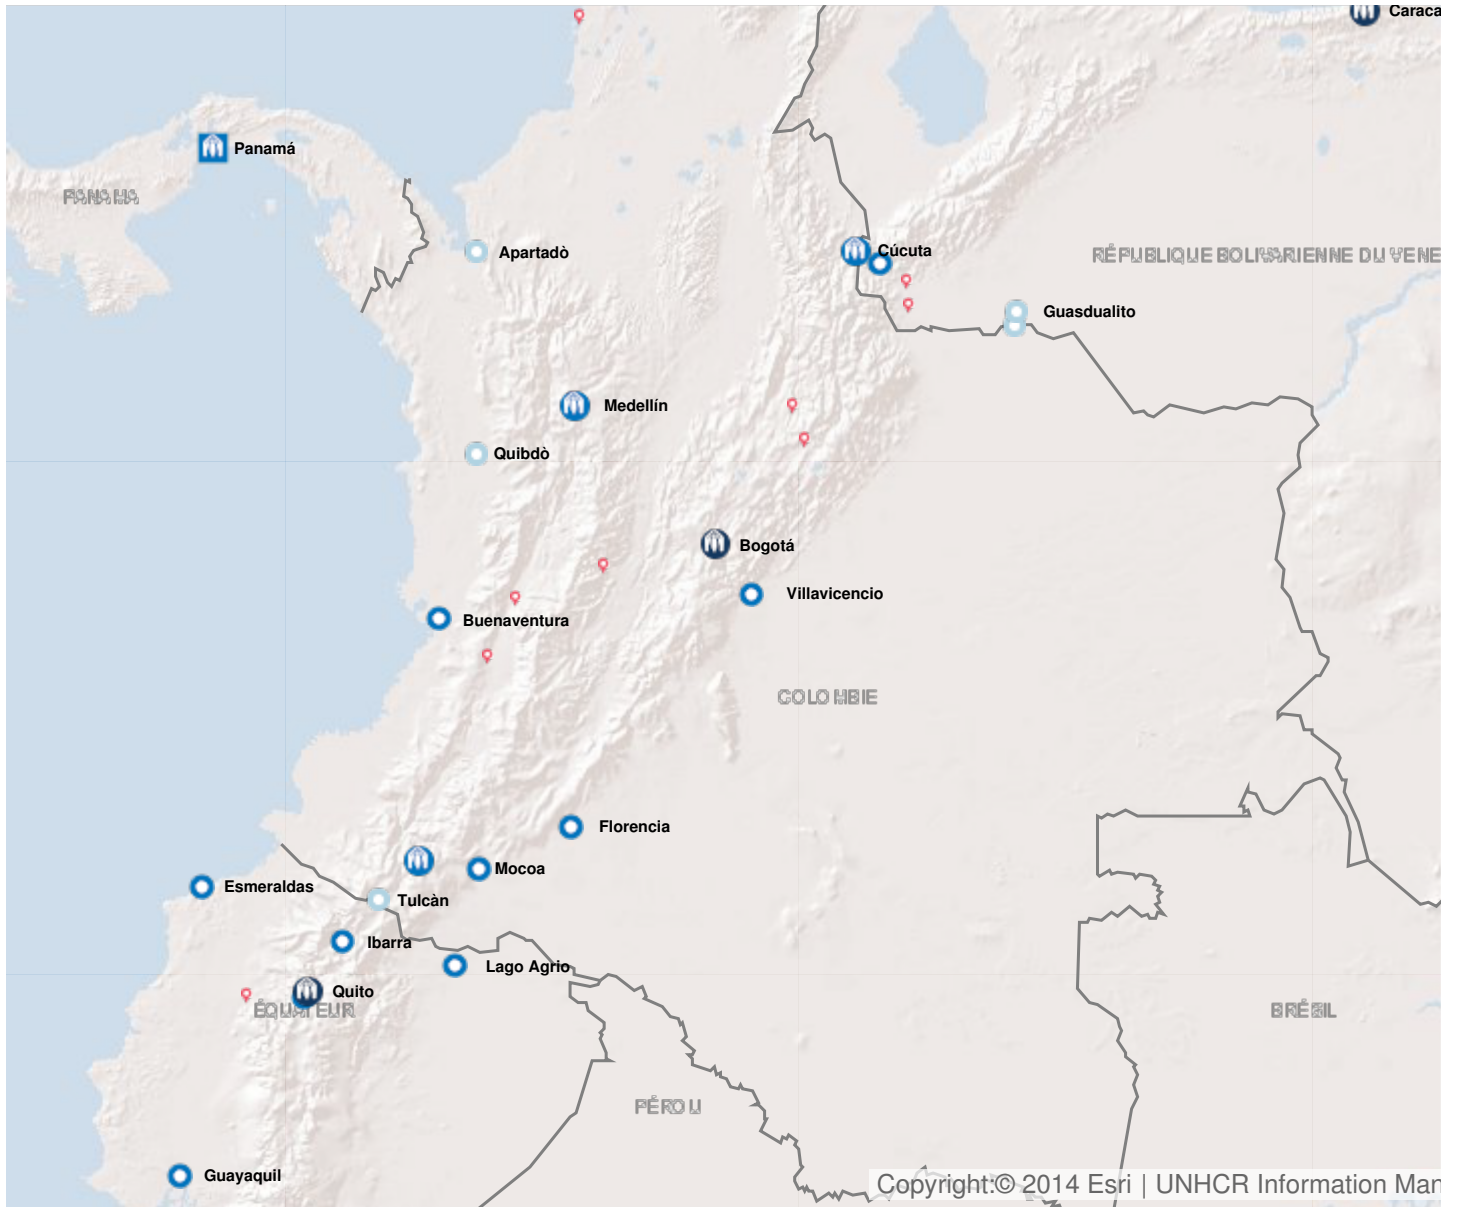 Caraca
Panamá
PANAMA
Apartadò
Cúcuta
RÉPUBLIQUE BOLIVARIENNE DU VENE
Guasdualito
Medellín
Quibdò
Bogotá
Villavicencio
Buenaventura
COLOMBIE
Florencia
Mocoa
Esmeraldas
Tulcàn
Ibarra
Lago Agrio
Quito
ÉQUATEUR
BRÉSIL
PÉROU
Guayaquil
Copyright:© 2014 Esri | UNHCR Information Man